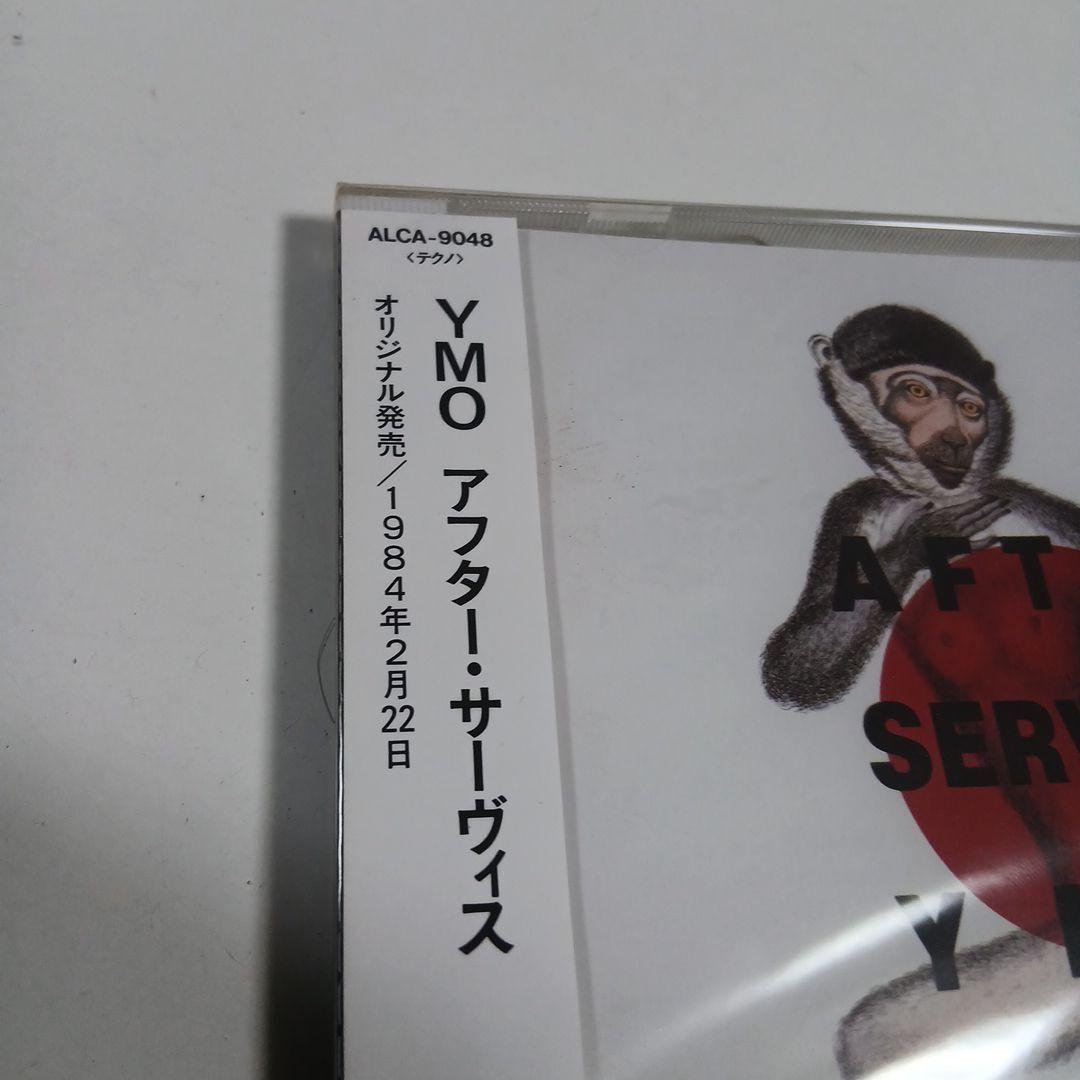 ALCA-9048
〈テクノ〉
YMO アフター・サーヴィス
オリジナル発売/1984年2月22日
AFT
SERV
Y